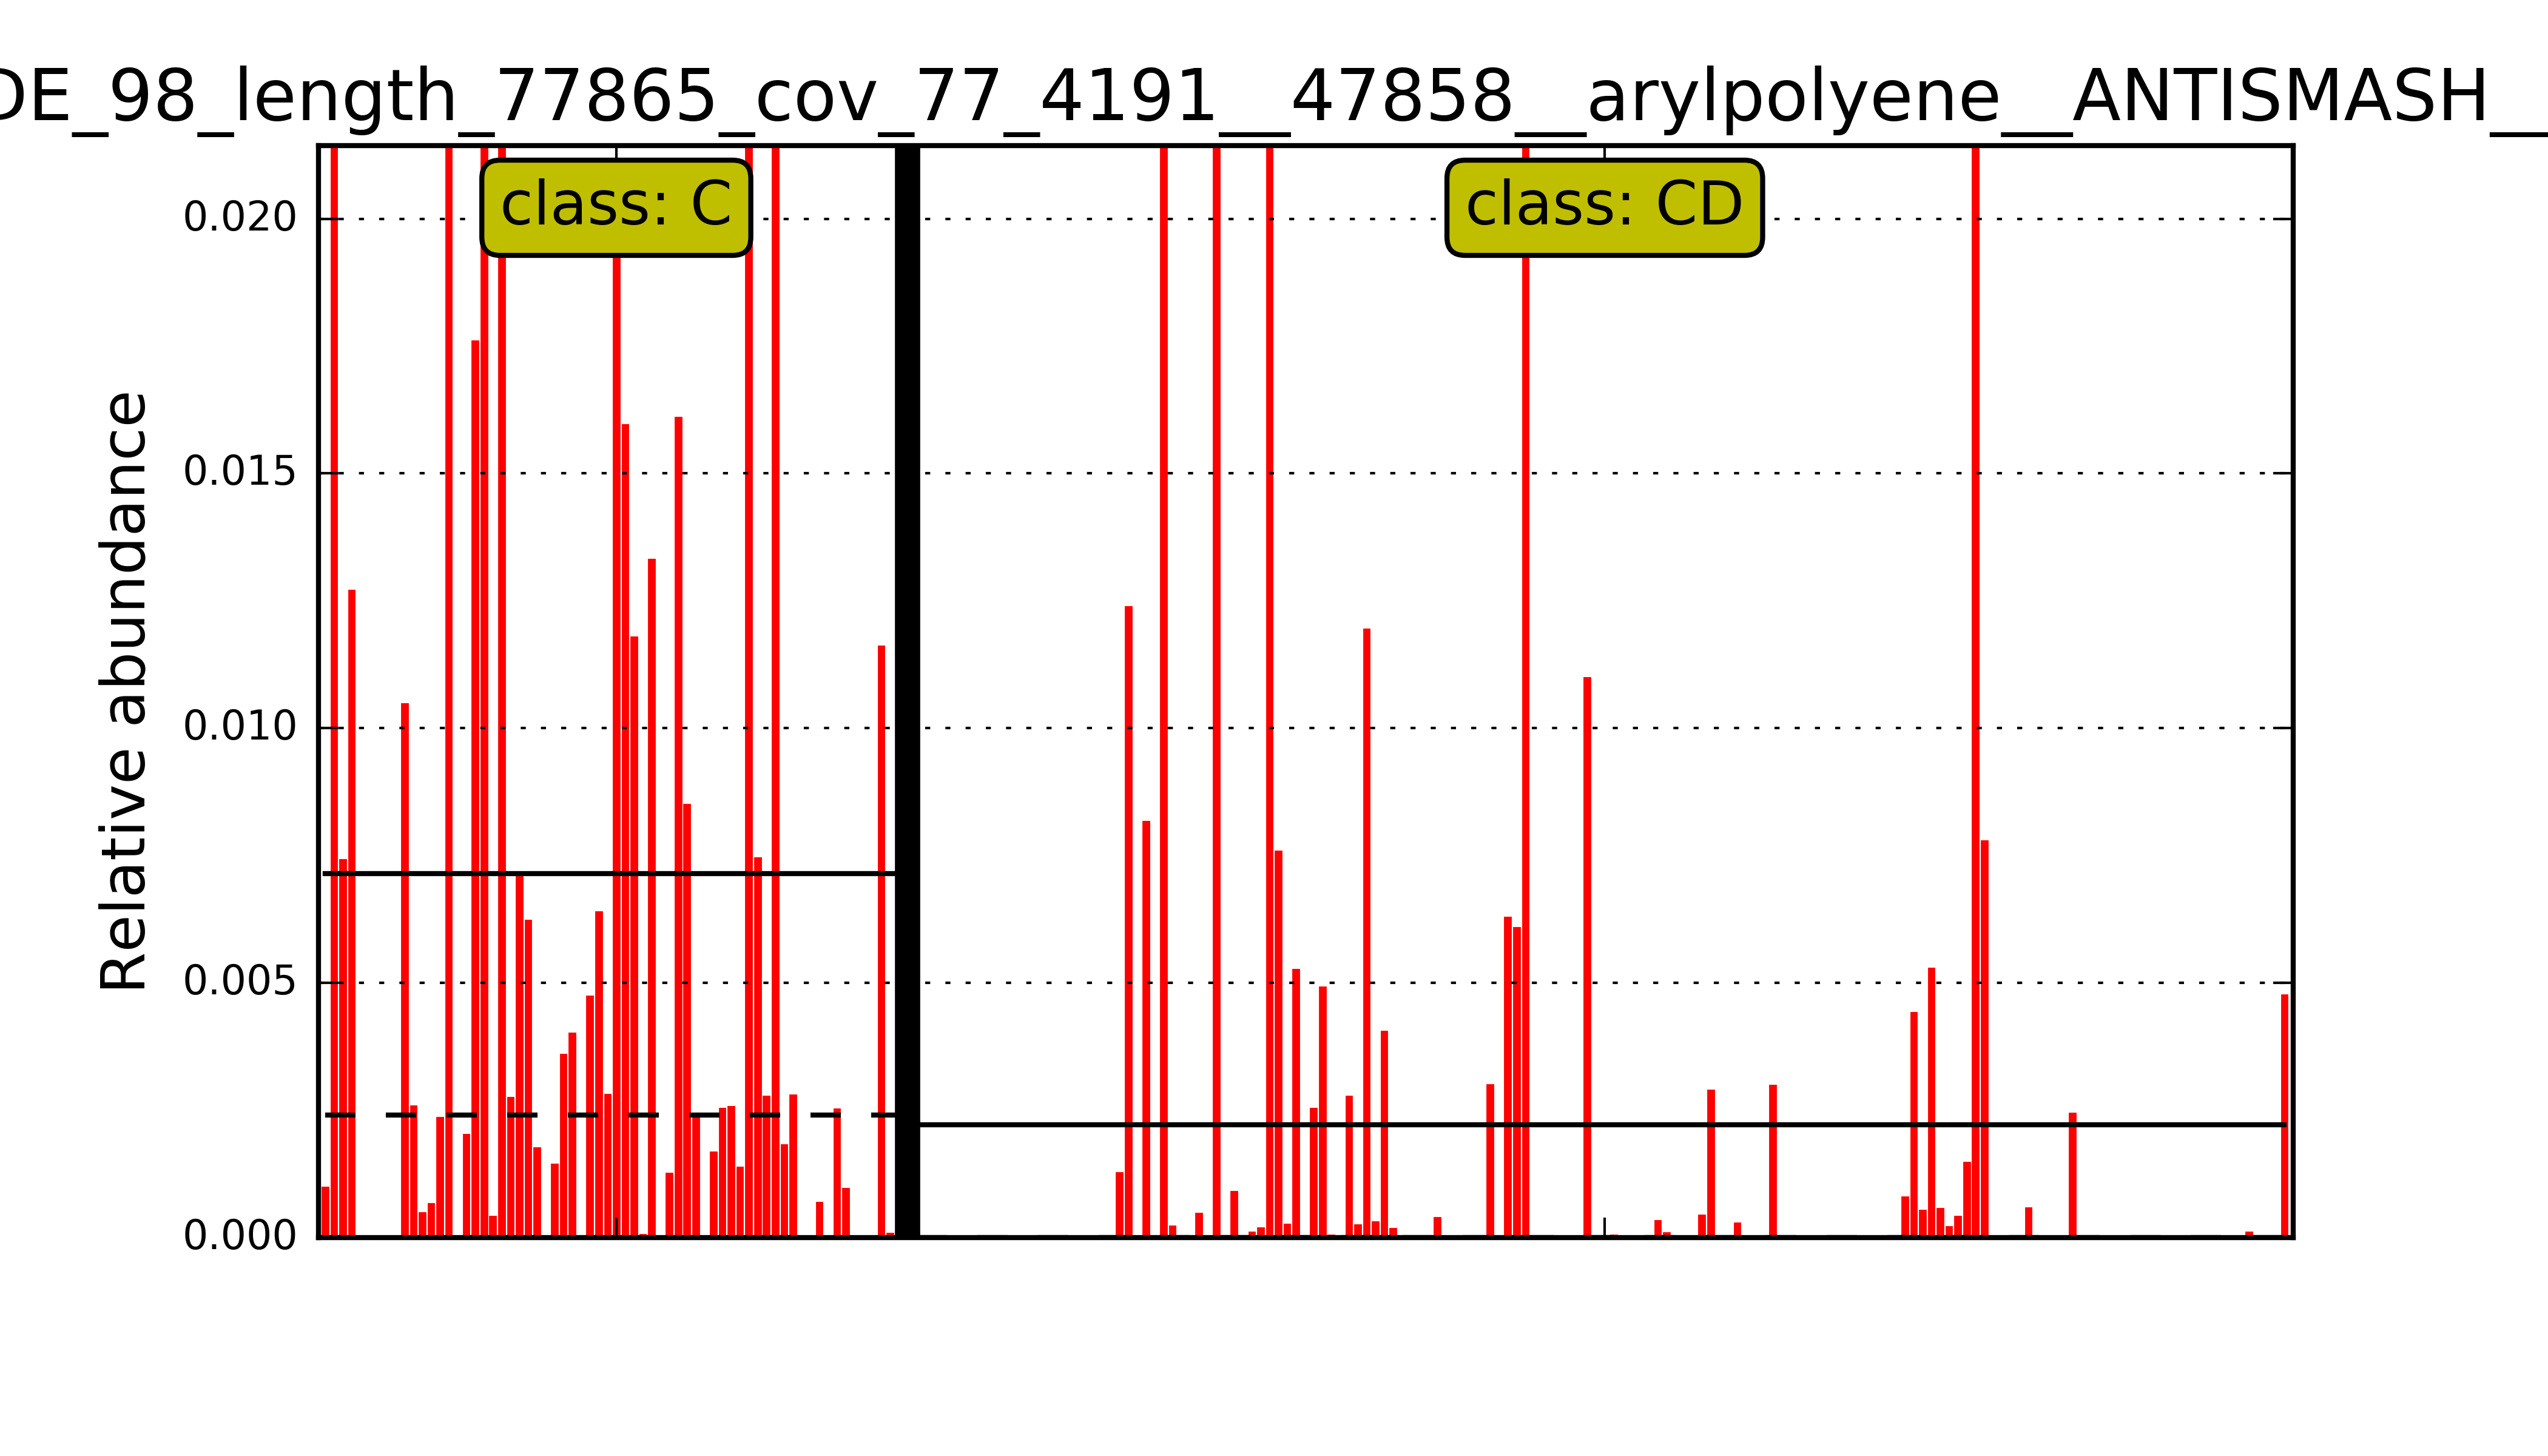 DE_98_length_77865_cov_77_4191__47858__arylpolyene__ANTISMASH__
class: C
class: CD
0.020
0.015
0.010
0.005
0.000
Relative abundance